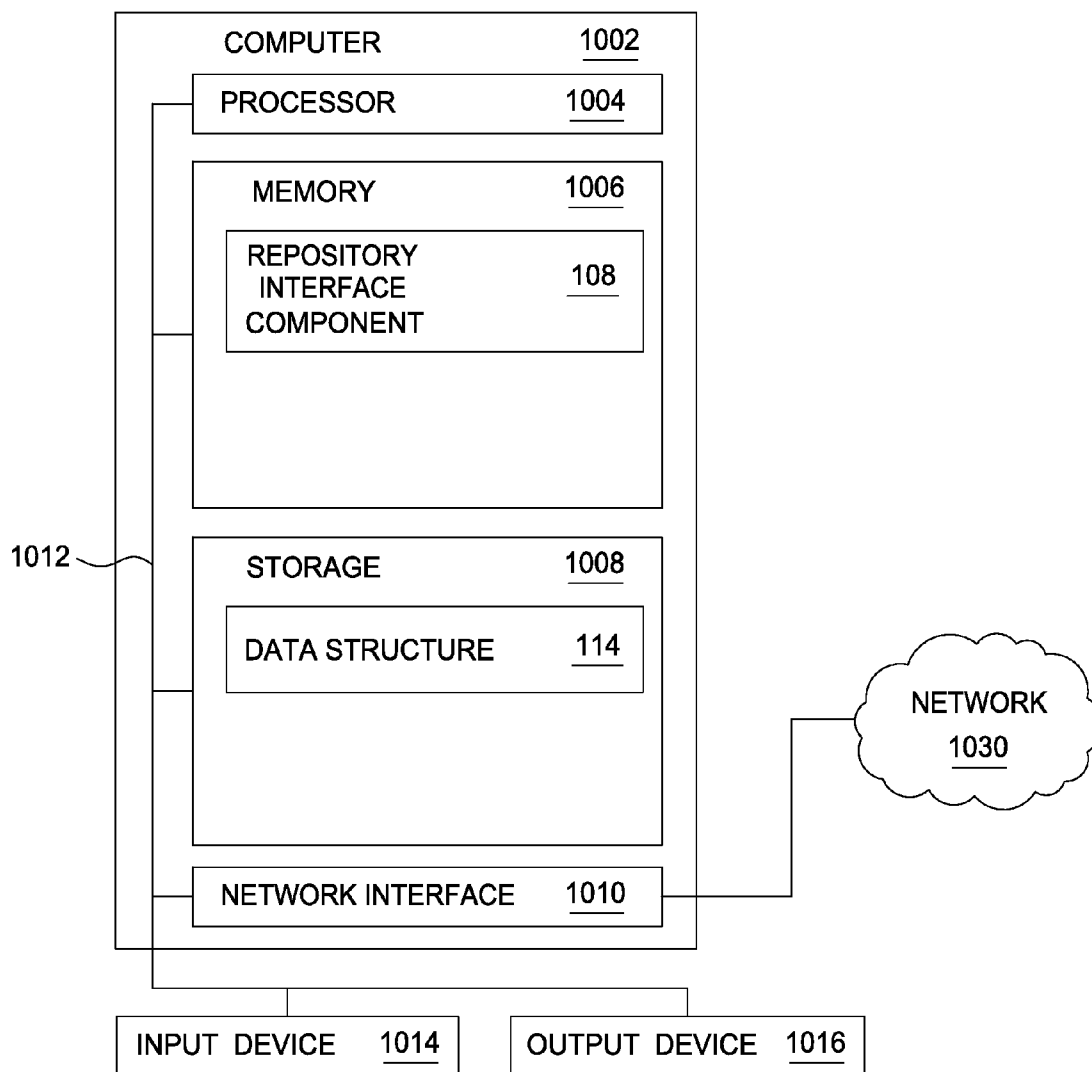 COMPUTER 1002
PROCESSOR 1004
MEMORY 1006
REPOSITORY
INTERFACE 108
COMPONENT
1012
STORAGE 1008
DATA STRUCTURE 114
NETWORK
1030
NETWORK INTERFACE 1010
INPUT DEVICE 1014
OUTPUT DEVICE 1016